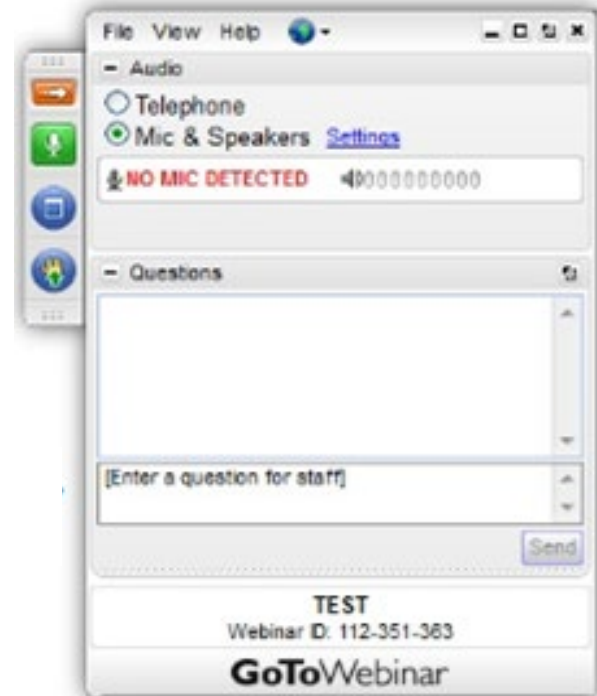 File View Help
Audio
Telephone
Mic & Speakers Settings
NO MIC DETECTED
Questions
[Enter a question for staff]
Send
TEST
Webinar ID: 112-351-363
GoToWebinar